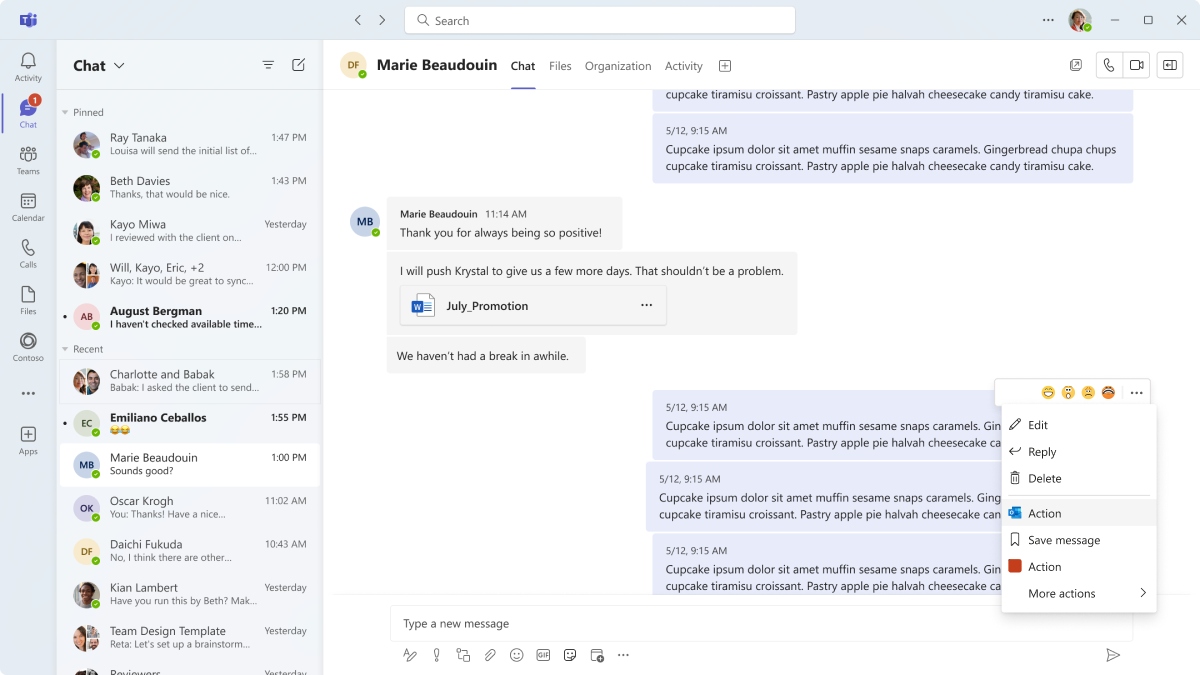 Search
Activity
1
Chat
Teams
Calendar
Calls
Files
Contoso
Apps
Chat
Pinned
Ray Tanaka 1:47 PM
Louisa will send the initial list of...
Beth Davies 1:43 PM
Thanks, that would be nice.
Kayo Miwa Yesterday
I reviewed with the client on...
Will, Kayo, Eric, +2 12:00 PM
Kayo: It would be great to sync...
AB August Bergman 1:20 PM
I haven't checked available time...
Recent
Charlotte and Babak 1:58 PM
Babak: I asked the client to send...
EC Emiliano Ceballos 1:55 PM
MB Marie Beaudouin 1:00 PM
Sounds good?
OK Oscar Krogh 11:02 AM
You: Thanks! Have a nice...
DF Daichi Fukuda 10:43 AM
No, I think there are other...
Kian Lambert Yesterday
Have you run this by Beth? Mak...
Team Design Template Yesterday
Reta: Let's set up a brainstorm...
Reviewers Yesterday
DF Marie Beaudouin Chat Files Organization Activity
cupcake tiramisu croissant. Pastry apple pie halvah cheesecake candy tiramisu cake.
5/12, 9:15 AM
Cupcake ipsum dolor sit amet muffin sesame snaps caramels. Gingerbread chupa chups
cupcake tiramisu croissant. Pastry apple pie halvah cheesecake candy tiramisu cake.
MB Marie Beaudouin 11:14 AM
Thank you for always being so positive!
I will push Krystal to give us a few more days. That shouldn't be a problem.
W July_Promotion
We haven't had a break in awhile.
5/12, 9:15 AM
Cupcake ipsum dolor sit amet muffin sesame snaps caramels. Gin
cupcake tiramisu croissant. Pastry apple pie halvah cheesecake can
5/12, 9:15 AM
Cupcake ipsum dolor sit amet muffin sesame snaps caramels. Ging
cupcake tiramisu croissant. Pastry apple pie halvah cheesecake can
5/12, 9:15 AM
Cupcake ipsum dolor sit amet muffin sesame snaps caramels. Gin
cupcake tiramisu croissant. Pastry apple pie halvah cheesecake can
Edit
Reply
Delete
Action
Save message
Action
More actions
Type a new message
GIF